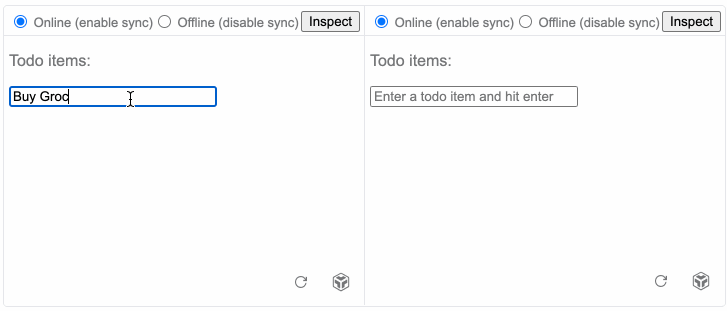 Online (enable sync) Offline (disable sync) Inspect
Todo items:
Buy Groc
Online (enable sync) Offline (disable sync) Inspect
Todo items:
Enter a todo item and hit enter